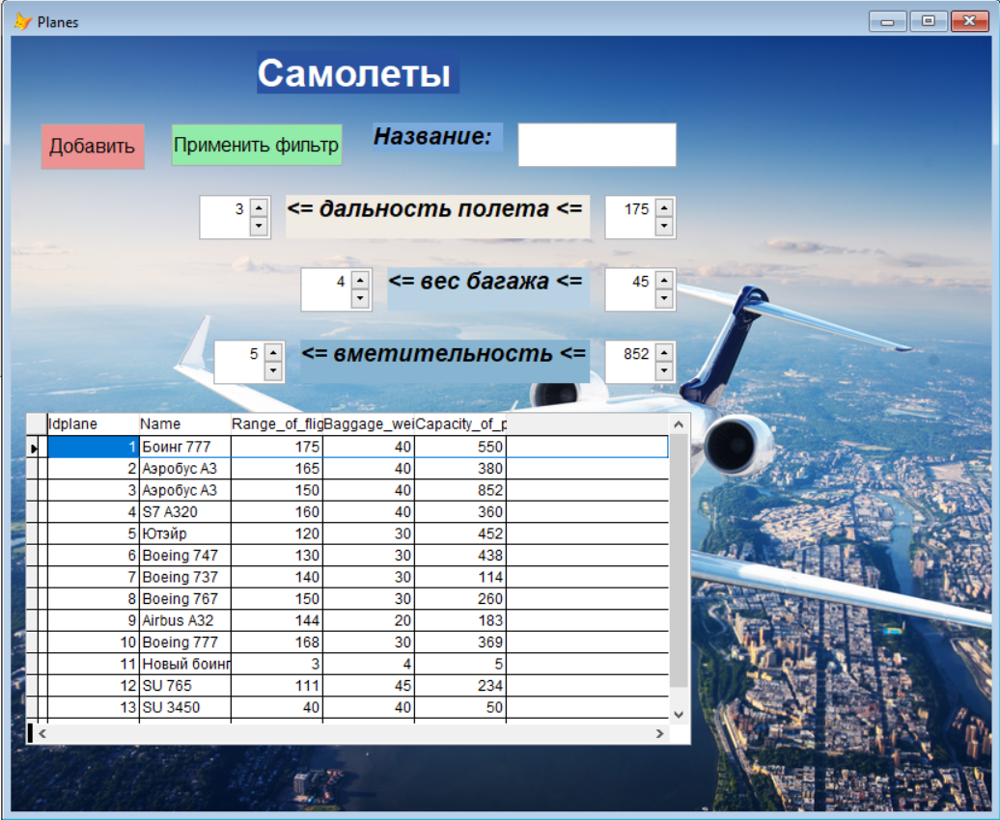 Planes
Самолеты
Добавить Применить фильтр Название:
3 <= дальность полета <= 175
4 <= вес багажа <= 45
5 <= вметительность <= 852
Idplane Name Range_of_flig Baggage_wei Capacity_of_p
1 Боинг 777 175 40 550
2 Аэробус А3 165 40 380
3 Аэробус А3 150 40 852
4 S7 A320 160 40 360
5 Ютэйр 120 30 452
6 Boeing 747 130 30 438
7 Boeing 737 140 30 114
8 Boeing 767 150 30 260
9 Airbus A32 144 20 183
10 Boeing 777 168 30 369
11 Новый боинг 3 4 5
12 SU 765 111 45 234
13 SU 3450 40 40 50